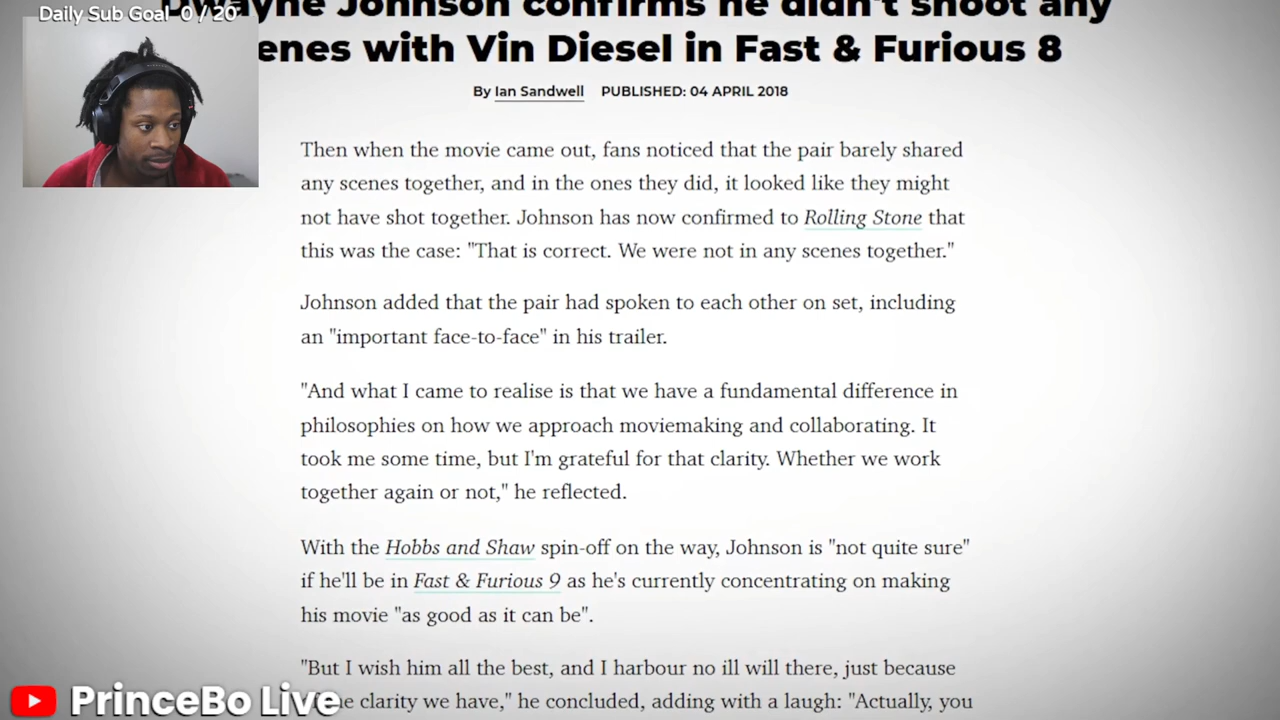 Daily Sub Goal 0 / 20
Dwayne Johnson confirms he didn't shoot any
enes with Vin Diesel in Fast & Furious 8
By Ian Sandwell PUBLISHED: 04 APRIL 2018
Then when the movie came out, fans noticed that the pair barely shared
any scenes together, and in the ones they did, it looked like they might
not have shot together. Johnson has now confirmed to Rolling Stone that
this was the case: "That is correct. We were not in any scenes together."
Johnson added that the pair had spoken to each other on set, including
an "important face-to-face" in his trailer.
"And what I came to realise is that we have a fundamental difference in
philosophies on how we approach moviemaking and collaborating. It
took me some time, but I'm grateful for that clarity. Whether we work
together again or not," he reflected.
With the Hobbs and Shaw spin-off on the way, Johnson is "not quite sure"
if he'll be in Fast & Furious 9 as he's currently concentrating on making
his movie "as good as it can be".
"But I wish him all the best, and I harbour no ill will there, just because
clarity we have," he concluded, adding with a laugh: "Actually, you
PrinceBo Live